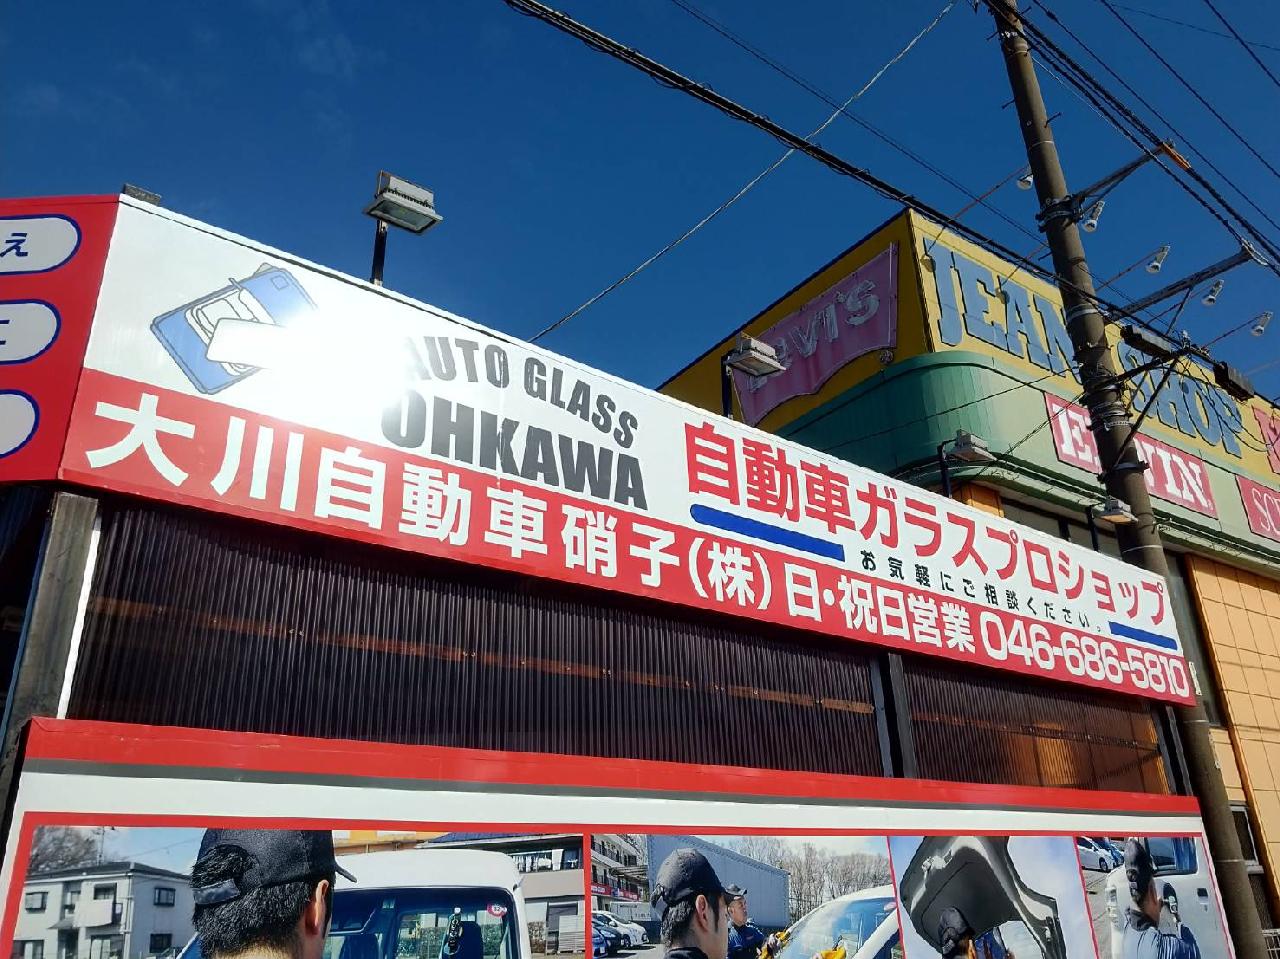 え
AUTO GLASS
OHKAWA
自動車ガラスプロショップ
お気軽にご相談ください。
大川自動車硝子(株)日・祝日営業 046-686-5810
Levi's
JEANS SHOP
EDWIN